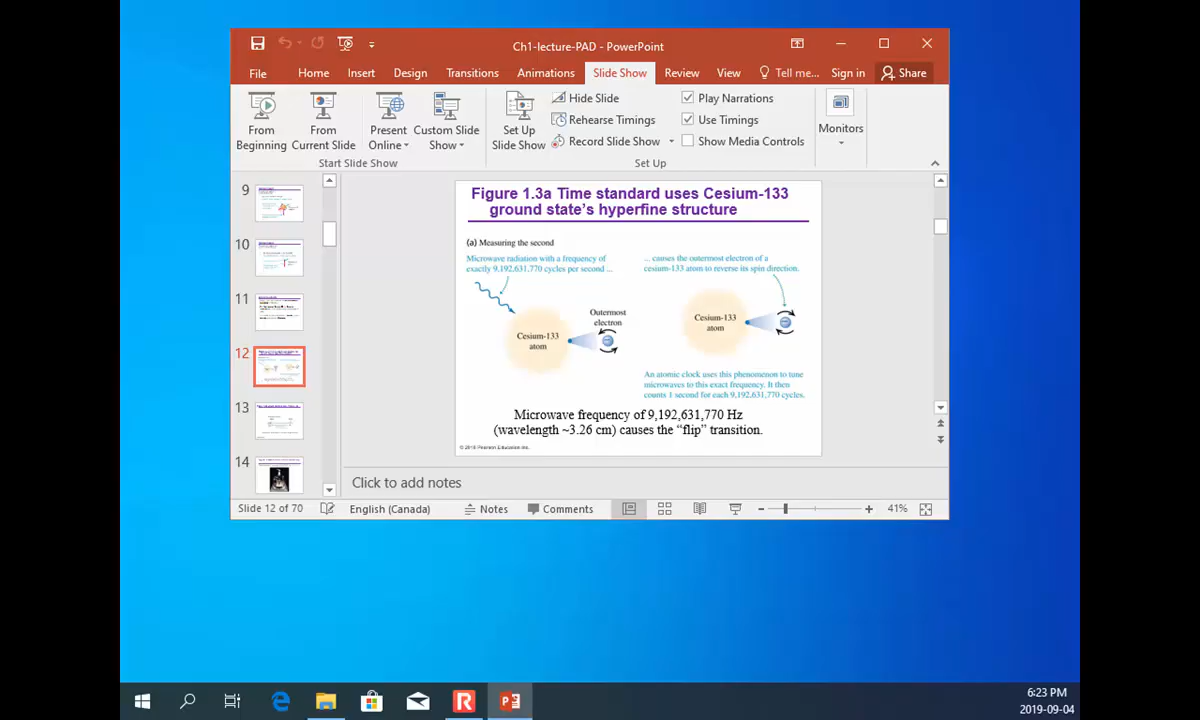 Ch1-lecture-PAD - PowerPoint
File Home Insert Design Transitions Animations Slide Show Review View Tell me... Sign in Share
From Beginning
From Current Slide
Present Online
Custom Slide Show
Start Slide Show
Set Up Slide Show
Hide Slide
Rehearse Timings
Record Slide Show
Play Narrations
Use Timings
Show Media Controls
Set Up
Monitors
9
10
11
12
13
14
Figure 1.3a Time standard uses Cesium-133
ground state's hyperfine structure
(a) Measuring the second
Microwave radiation with a frequency of
exactly 9,192,631,770 cycles per second ...
Outermost
electron
Cesium-133
atom
... causes the outermost electron of a
cesium-133 atom to reverse its spin direction.
Cesium-133
atom
An atomic clock uses this phenomenon to tune
microwaves to this exact frequency. It then
counts 1 second for each 9,192,631,770 cycles.
Microwave frequency of 9,192,631,770 Hz
(wavelength ~3.26 cm) causes the “flip” transition.
Click to add notes
Slide 12 of 70 English (Canada) Notes Comments 41%
6:23 PM
2019-09-04